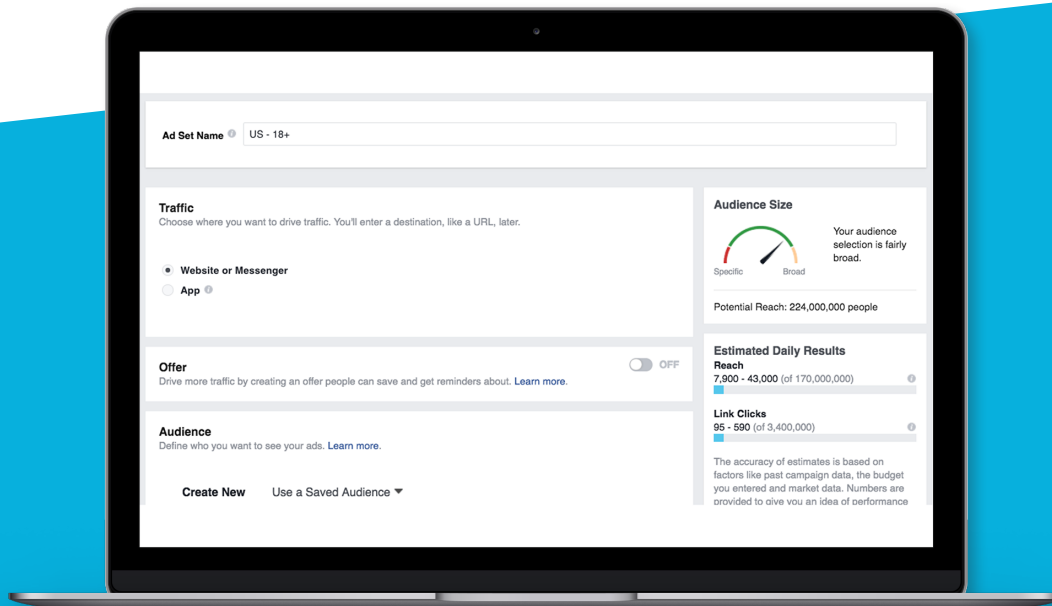 Ad Set Name
US - 18+
Traffic
Choose where you want to drive traffic. You'll enter a destination, like a URL, later.
Website or Messenger
App
Offer
OFF
Drive more traffic by creating an offer people can save and get reminders about. Learn more.
Audience
Define who you want to see your ads. Learn more.
Create New
Use a Saved Audience
Audience Size
Specific
Broad
Your audience
selection is fairly
broad.
Potential Reach: 224,000,000 people
Estimated Daily Results
Reach
7,900 - 43,000 (of 170,000,000)
Link Clicks
95 - 590 (of 3,400,000)
The accuracy of estimates is based on
factors like past campaign data, the budget
you entered and market data. Numbers are
provided to give you an idea of performance